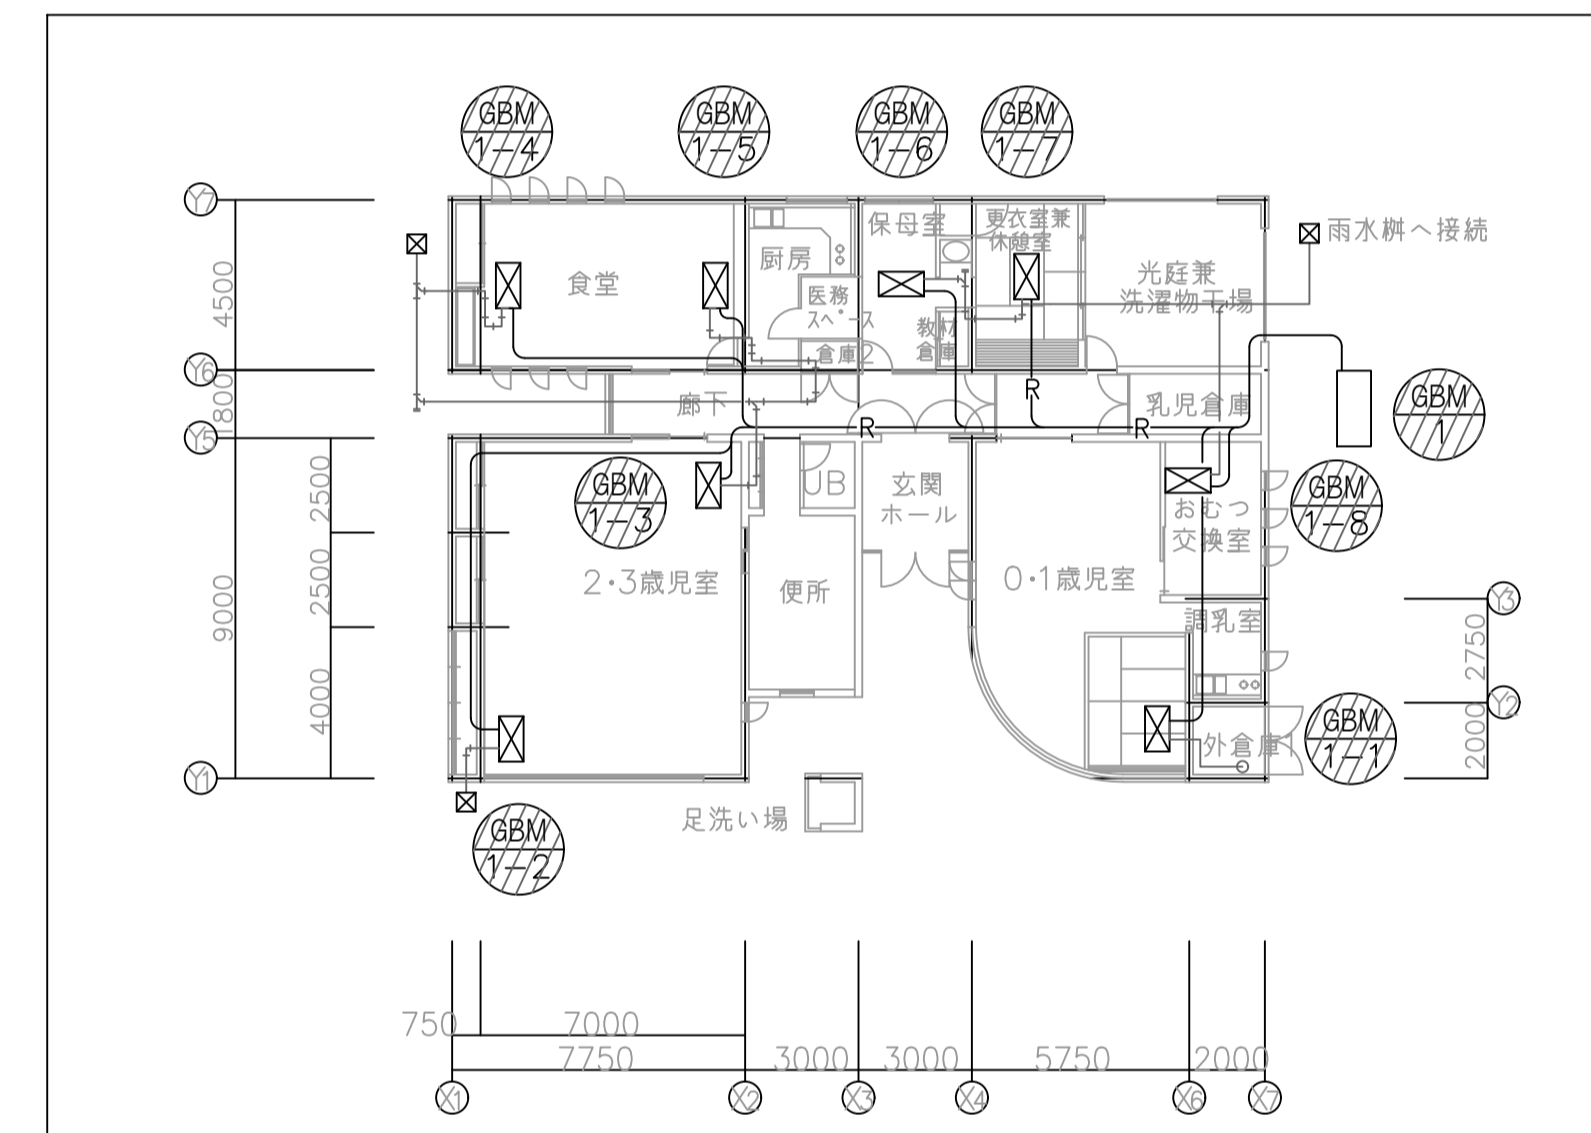 GBM
1-4
GBM
1-5
GBM
1-6
GBM
1-7
Y7
保母室
更衣室兼
休憩室
雨水桝へ接続
厨房
食堂
光庭兼
洗濯物干場
医務
スペース
4500
教材
倉庫
倉庫2
Y6
1800
R
廊下
乳児倉庫
GBM
1
Y5
R
R
GBM
1-3
UB
玄関
ホール
GBM
1-8
おむつ
交換室
2500
2・3歳児室
便所
0・1歳児室
2500
9000
Y3
調乳室
2750
4000
Y2
GBM
1-1
外倉庫1
2000
Y1
足洗い場
GBM
1-2
750
7000
7750
3000
3000
5750
2000
X1
X2
X3
X4
X6
X7